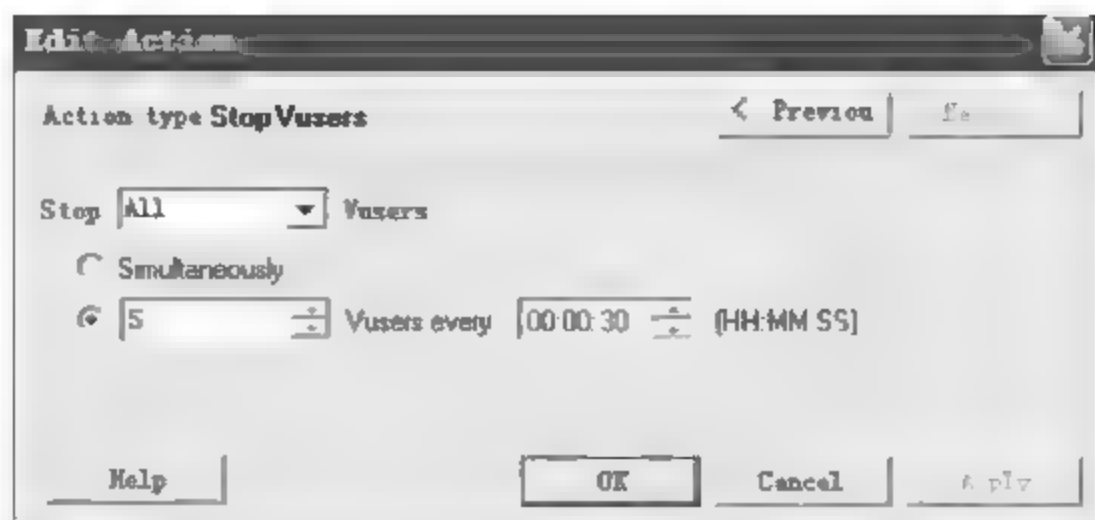 Edit Action
Action type Stop Vusers
< Previou
Stop All Vusers
Simultaneously
5 Vusers every 00:00:30 (HH:MM SS)
Help OK Cancel